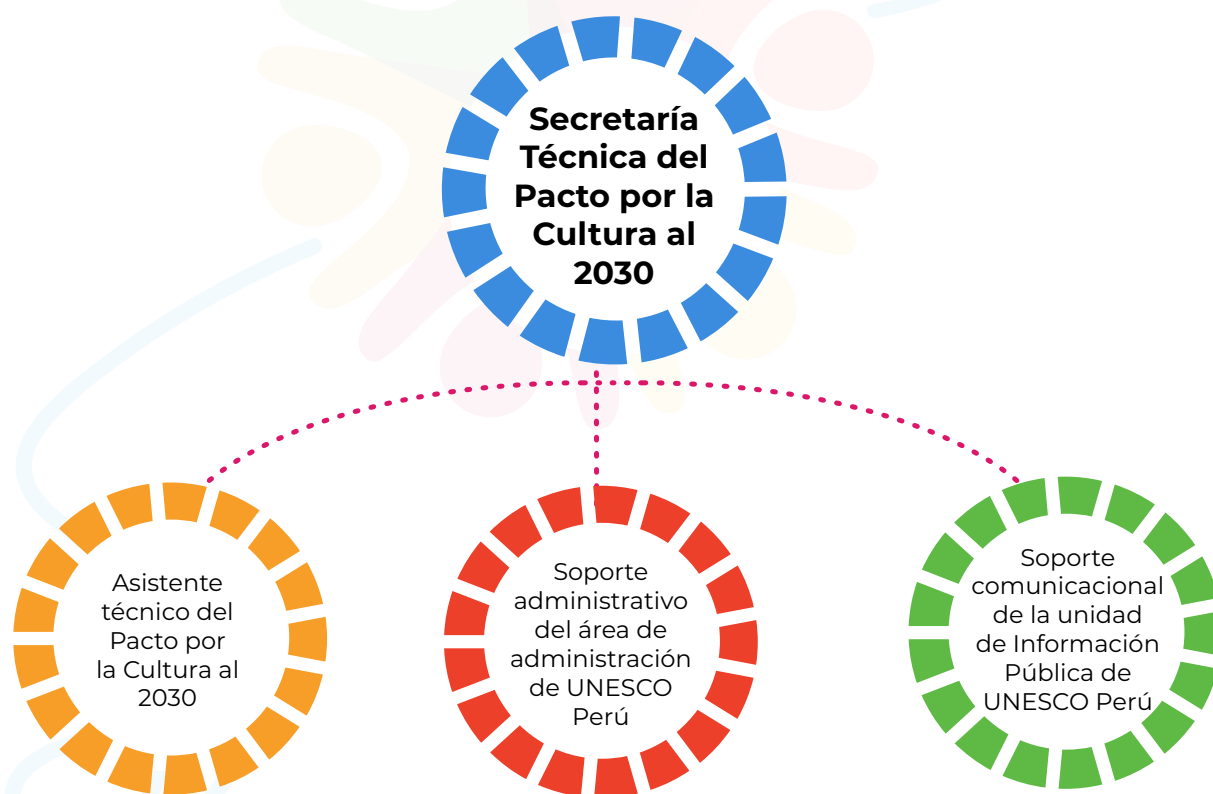 Secretaría
Técnica del
Pacto por la
Cultura al
2030
Asistente
técnico del
Pacto por
la Cultura al
2030
Soporte
administrativo
del área de
administración
de UNESCO
Perú
Soporte
comunicacional
de la unidad
de Información
Pública de
UNESCO Perú